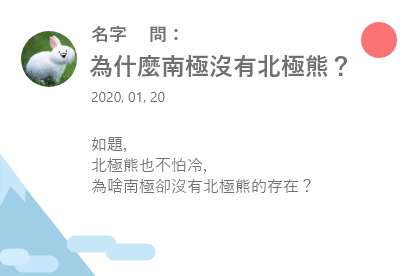 名字　問：
為什麼南極沒有北極熊？
2020, 01, 20
如題,
北極熊也不怕冷,
為啥南極卻沒有北極熊的存在？